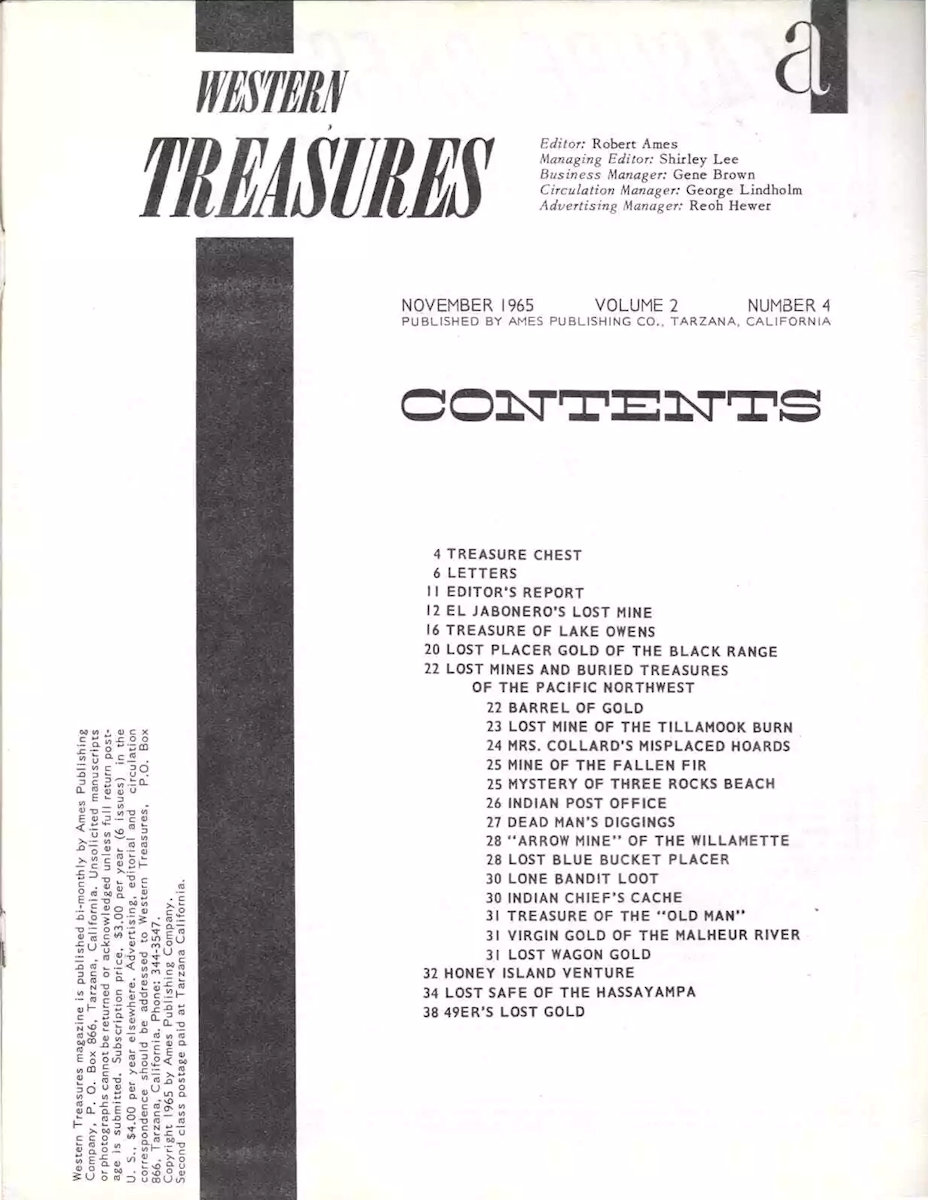 WESTERN
TREASURES
a
Editor: Robert Ames
Managing Editor: Shirley Lee
Business Manager: Gene Brown
Circulation Manager: George Lindholm
Advertising Manager: Reoh Hewer
NOVEMBER 1965 VOLUME 2 NUMBER 4
PUBLISHED BY AMES PUBLISHING CO., TARZANA, CALIFORNIA
CONTENTS
4 TREASURE CHEST
6 LETTERS
11 EDITOR'S REPORT
12 EL JABONERO'S LOST MINE
16 TREASURE OF LAKE OWENS
20 LOST PLACER GOLD OF THE BLACK RANGE
22 LOST MINES AND BURIED TREASURES
OF THE PACIFIC NORTHWEST
22 BARREL OF GOLD
23 LOST MINE OF THE TILLAMOOK BURN
24 MRS. COLLARD'S MISPLACED HOARDS
25 MINE OF THE FALLEN FIR
25 MYSTERY OF THREE ROCKS BEACH
26 INDIAN POST OFFICE
27 DEAD MAN'S DIGGINGS
28 "ARROW MINE" OF THE WILLAMETTE
28 LOST BLUE BUCKET PLACER
30 LONE BANDIT LOOT
30 INDIAN CHIEF'S CACHE
31 TREASURE OF THE "OLD MAN"
31 VIRGIN GOLD OF THE MALHEUR RIVER
31 LOST WAGON GOLD
32 HONEY ISLAND VENTURE
34 LOST SAFE OF THE HASSAYAMPA
38 49ER'S LOST GOLD
Western Treasures magazine is published bi-monthly by Ames Publishing
Company, P. O. Box 866, Tarzana, California. Unsolicited manuscripts
or photographs cannot be returned or acknowledged unless full return post-
age is submitted. Subscription price, $3.00 per year (6 issues) in the
U. S., $4.00 per year elsewhere. Advertising, editorial and circulation
correspondence should be addressed to Western Treasures, P.O. Box
866, Tarzana, California. Phone: 344-3547.
Copyright 1965 by Ames Publishing Company.
Second class postage paid at Tarzana California.